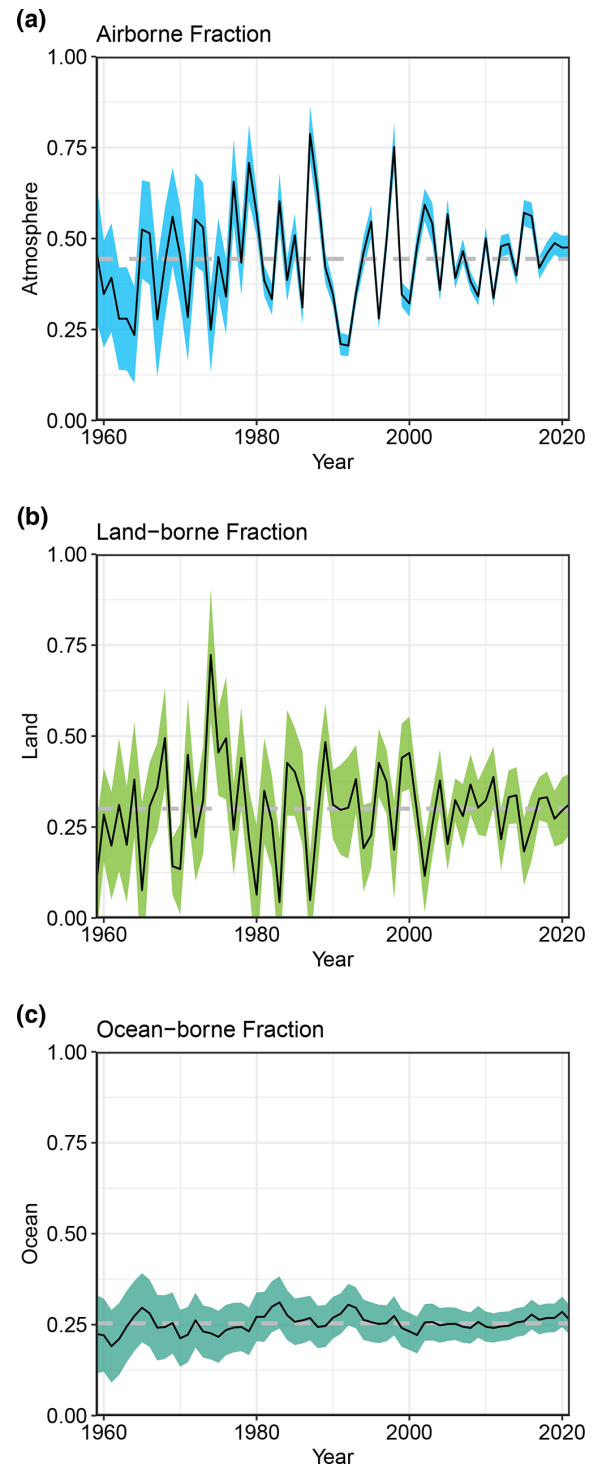 (a)
Airborne Fraction
1.00
0.75
0.50
0.25
0.00
Atmosphere
1960 1980 2000 2020
Year
(b)
Land−borne Fraction
1.00
0.75
0.50
0.25
0.00
Land
1960 1980 2000 2020
Year
(c)
Ocean−borne Fraction
1.00
0.75
0.50
0.25
0.00
Ocean
1960 1980 2000 2020
Year